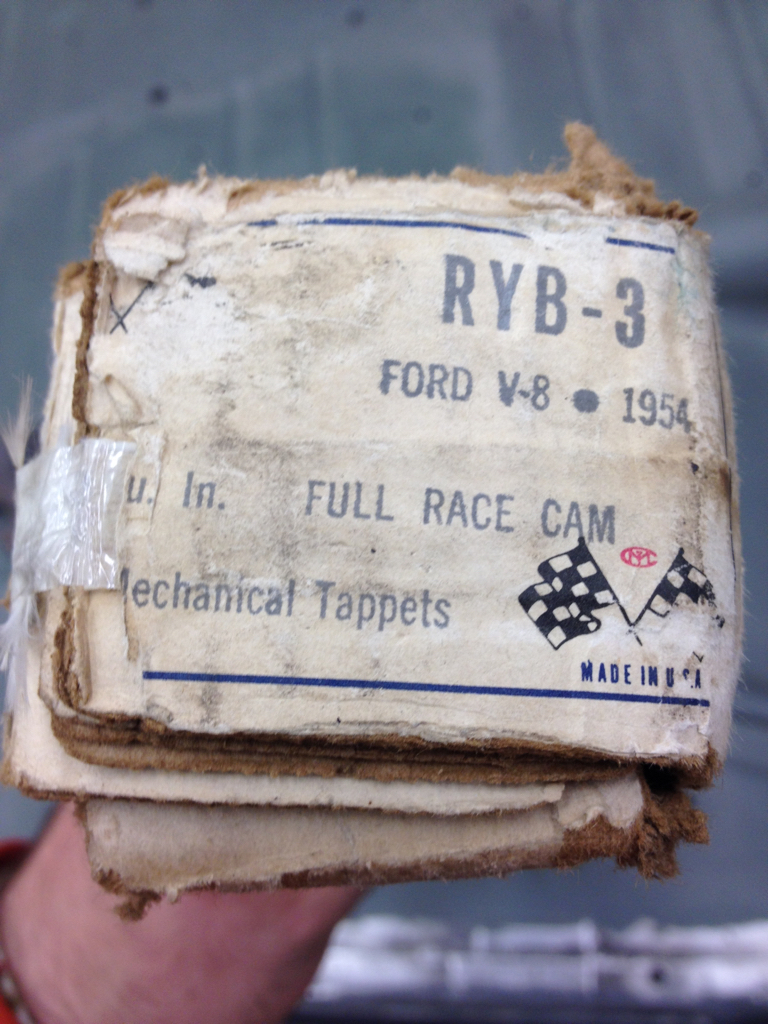 RYB-3
FORD V-8 • 1954
u. In. FULL RACE CAM
Mechanical Tappets
MADE IN U.S.A